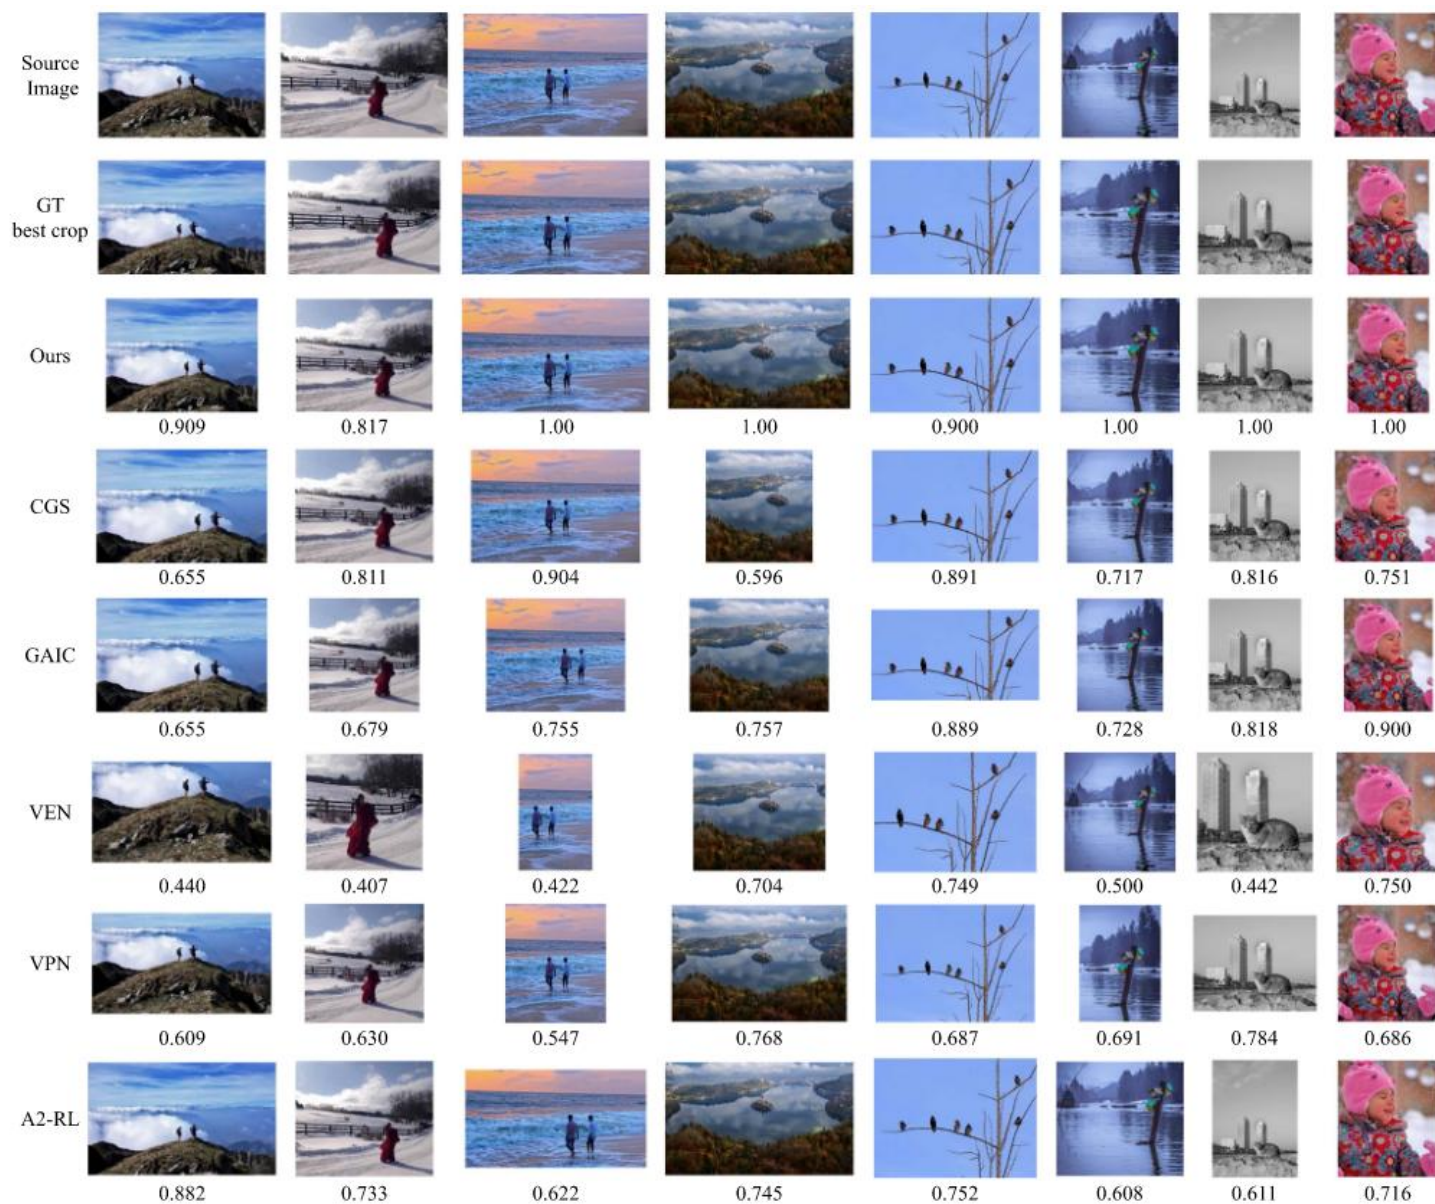 Source
Image
GT
best crop
Ours
0.909 0.817 1.00 1.00 0.900 1.00 1.00 1.00
CGS
0.655 0.811 0.904 0.596 0.891 0.717 0.816 0.751
GAIC
0.655 0.679 0.755 0.757 0.889 0.728 0.818 0.900
VEN
0.440 0.407 0.422 0.704 0.749 0.500 0.442 0.750
VPN
0.609 0.630 0.547 0.768 0.687 0.691 0.784 0.686
A2-RL
0.882 0.733 0.622 0.745 0.752 0.608 0.611 0.716